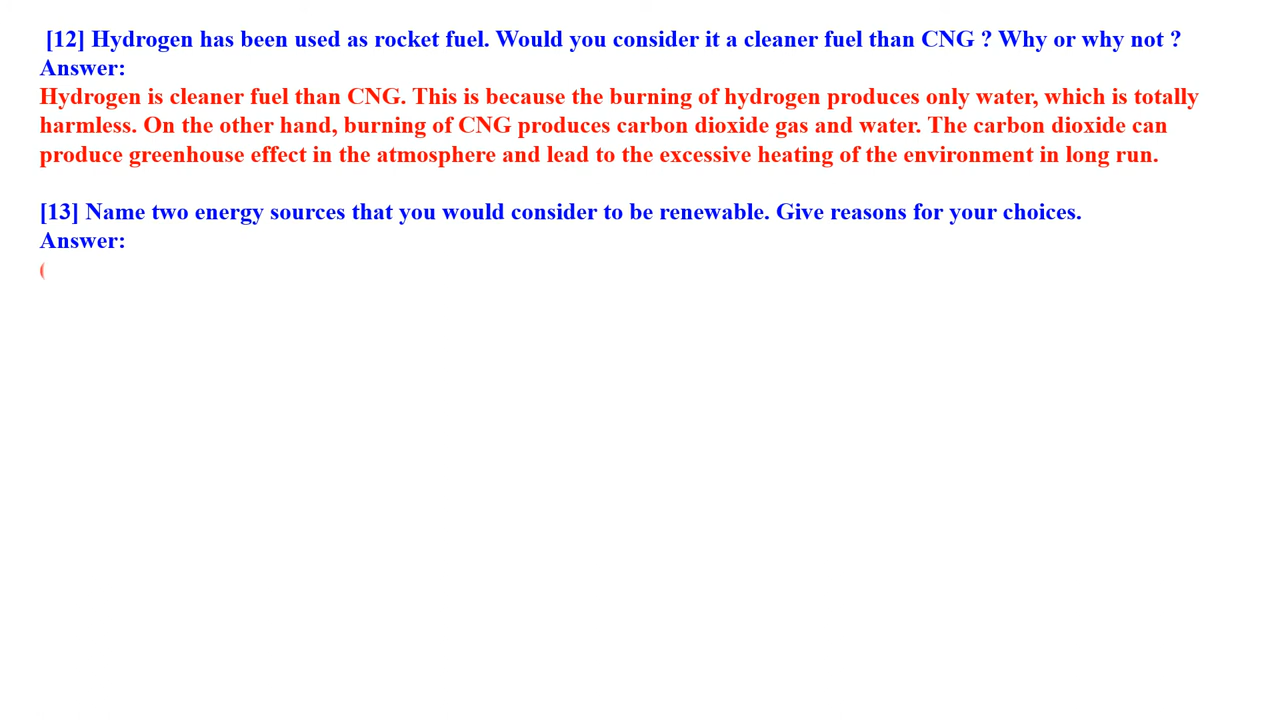 [12] Hydrogen has been used as rocket fuel. Would you consider it a cleaner fuel than CNG ? Why or why not ?
Answer:
Hydrogen is cleaner fuel than CNG. This is because the burning of hydrogen produces only water, which is totally
harmless. On the other hand, burning of CNG produces carbon dioxide gas and water. The carbon dioxide can
produce greenhouse effect in the atmosphere and lead to the excessive heating of the environment in long run.
[13] Name two energy sources that you would consider to be renewable. Give reasons for your choices.
Answer:
(